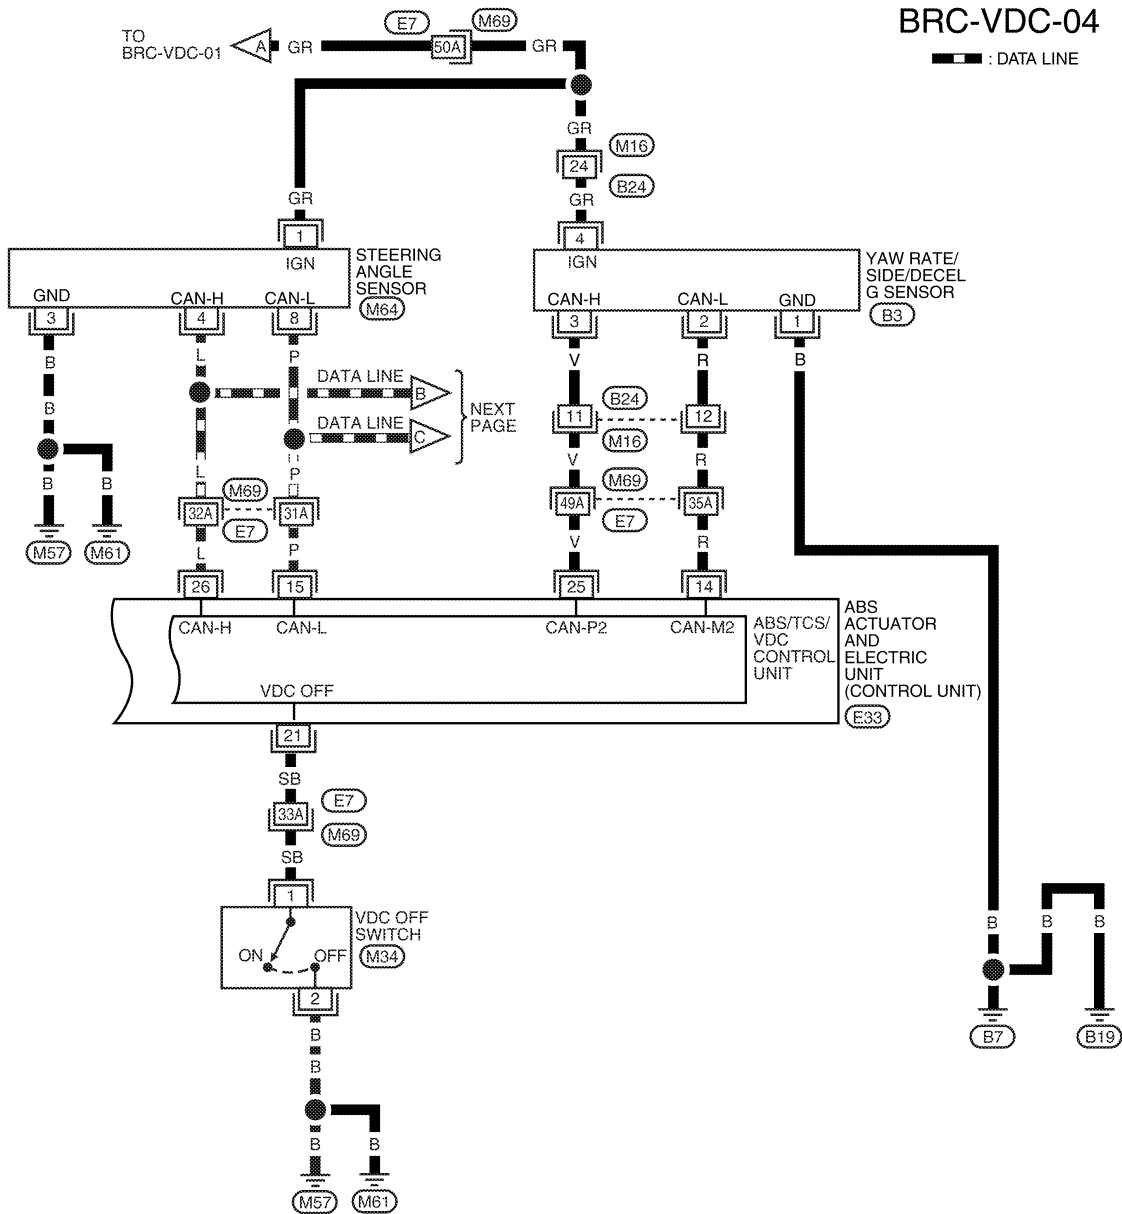 BRC-VDC-04
: DATA LINE
TO
BRC-VDC-01
A
GR
E7
M69
50A
GR
GR
M16
24
B24
GR
GR
1
IGN
STEERING
ANGLE
SENSOR
M64
GND
CAN-H
CAN-L
3
4
8
4
IGN
YAW RATE/
SIDE/DECEL
G SENSOR
B3
CAN-H
CAN-L
GND
3
2
1
B
L
P
V
R
B
DATA LINE
B
DATA LINE
C
NEXT
PAGE
B
B
B
M57
M61
L
P
M69
32A
31A
E7
L
P
B24
11
12
M16
V
R
M69
49A
35A
E7
V
R
26
15
25
14
CAN-H
CAN-L
CAN-P2
CAN-M2
ABS/TCS/
VDC
CONTROL
UNIT
ABS
ACTUATOR
AND
ELECTRIC
UNIT
(CONTROL UNIT)
E33
VDC OFF
21
SB
E7
33A
M69
SB
1
VDC OFF
SWITCH
M34
ON
OFF
2
B
B
B
B
M57
M61
B
B
B
B7
B19